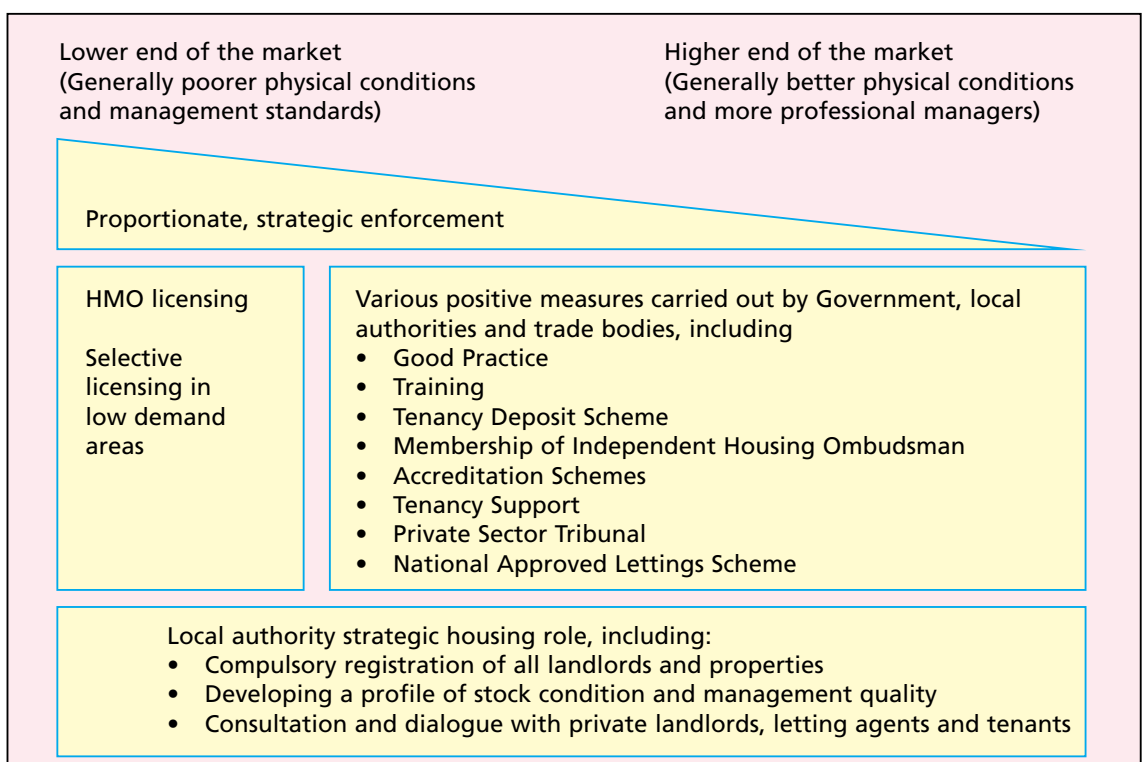 Lower end of the market
(Generally poorer physical conditions
and management standards)
Higher end of the market
(Generally better physical conditions
and more professional managers)
Proportionate, strategic enforcement
HMO licensing
Selective
licensing in
low demand
areas
Various positive measures carried out by Government, local
authorities and trade bodies, including
• Good Practice
• Training
• Tenancy Deposit Scheme
• Membership of Independent Housing Ombudsman
• Accreditation Schemes
• Tenancy Support
• Private Sector Tribunal
• National Approved Lettings Scheme
Local authority strategic housing role, including:
• Compulsory registration of all landlords and properties
• Developing a profile of stock condition and management quality
• Consultation and dialogue with private landlords, letting agents and tenants